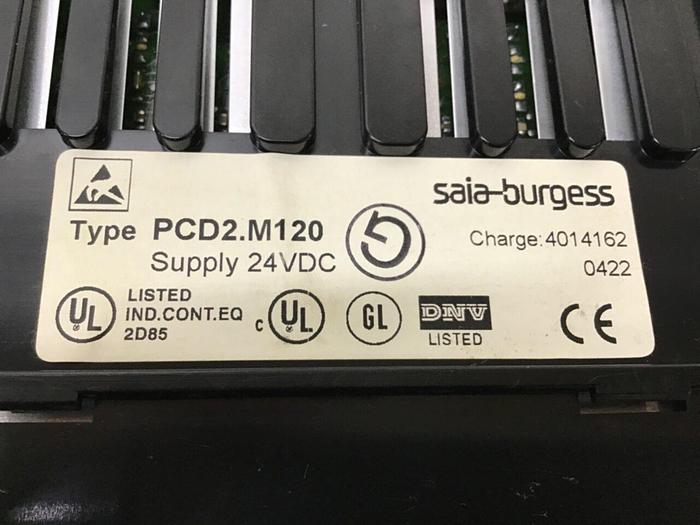 saia-burgess
Type PCD2.M120
Supply 24VDC
Charge: 4014162
0422
UL
LISTED
IND.CONT.EQ
2D85
c UL
GL
DNV
LISTED
CE